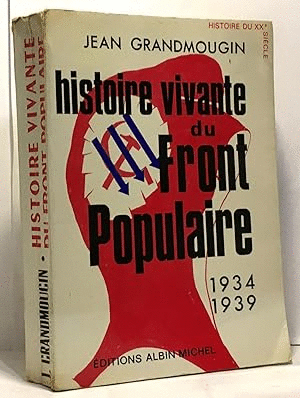 HISTOIRE DU XXe SIÈCLE
JEAN GRANDMOUGIN
histoire vivante
du
Front
Populaire
1934
1939
ÉDITIONS ALBIN MICHEL
HISTOIRE VIVANTE
DU FRONT POPULAIRE
J. GRANDMOUGIN